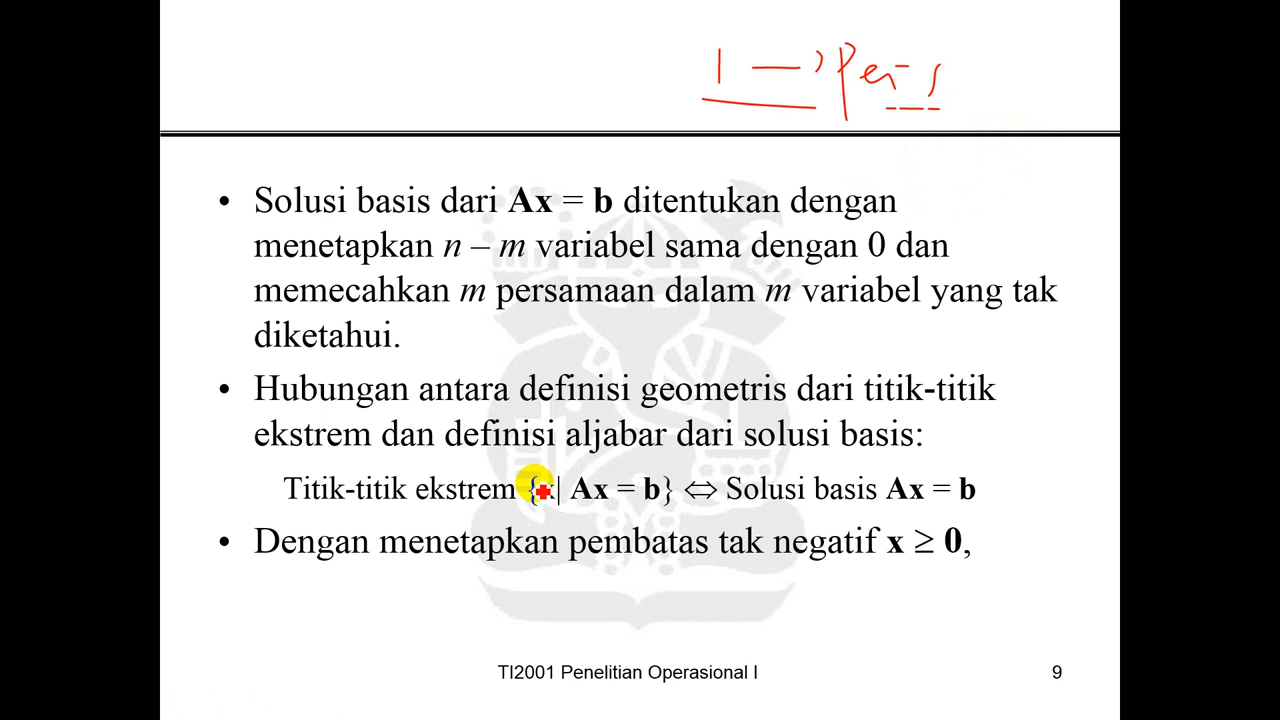 • Solusi basis dari Ax = b ditentukan dengan
menetapkan n – m variabel sama dengan 0 dan
memecahkan m persamaan dalam m variabel yang tak
diketahui.
• Hubungan antara definisi geometris dari titik-titik
ekstrem dan definisi aljabar dari solusi basis:
Titik-titik ekstrem {x| Ax = b} ⇔ Solusi basis Ax = b
• Dengan menetapkan pembatas tak negatif x ≥ 0,
TI2001 Penelitian Operasional I
9